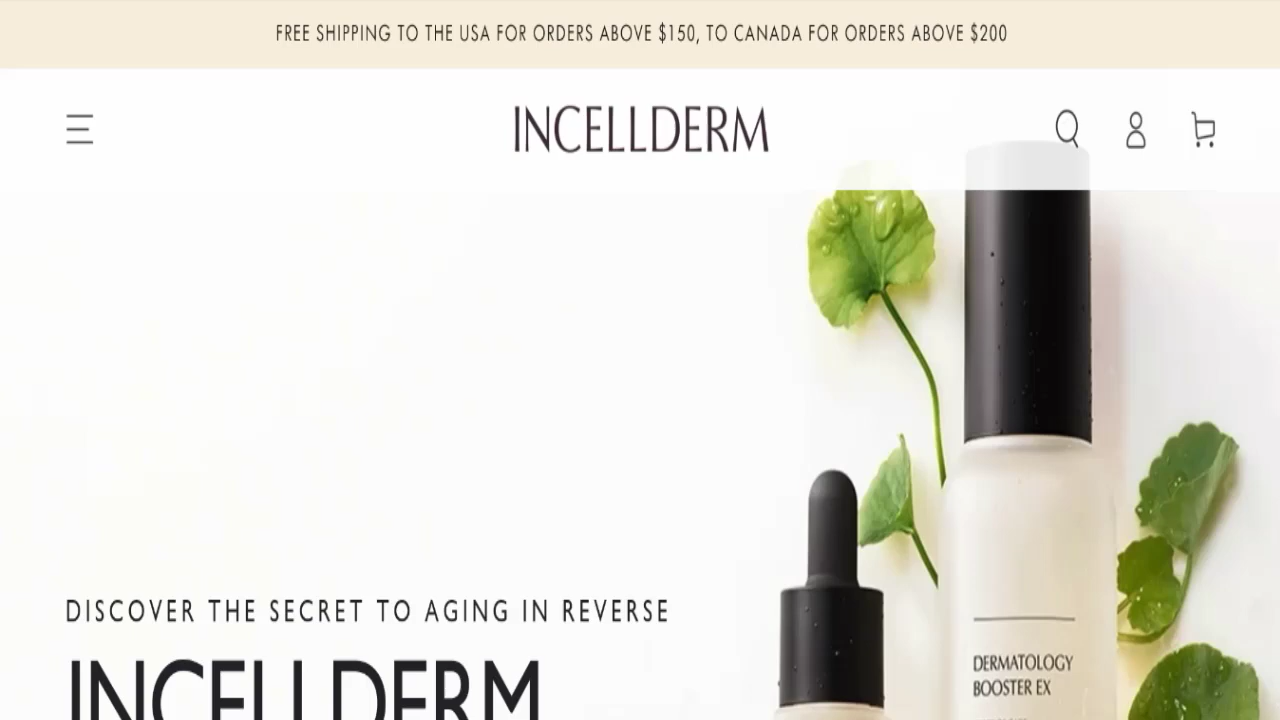 FREE SHIPPING TO THE USA FOR ORDERS ABOVE $150, TO CANADA FOR ORDERS ABOVE $200
INCELLDERM
DISCOVER THE SECRET TO AGING IN REVERSE
INCELLDERM
DERMATOLOGY
BOOSTER EX